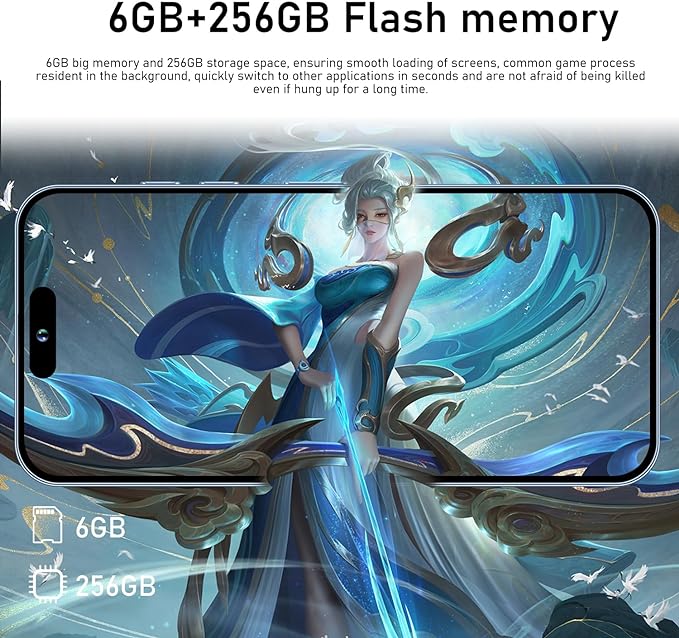 6GB+256GB Flash memory
6GB big memory and 256GB storage space, ensuring smooth loading of screens, common game process
resident in the background, quickly switch to other applications in seconds and are not afraid of being killed
even if hung up for a long time.
6GB
256GB